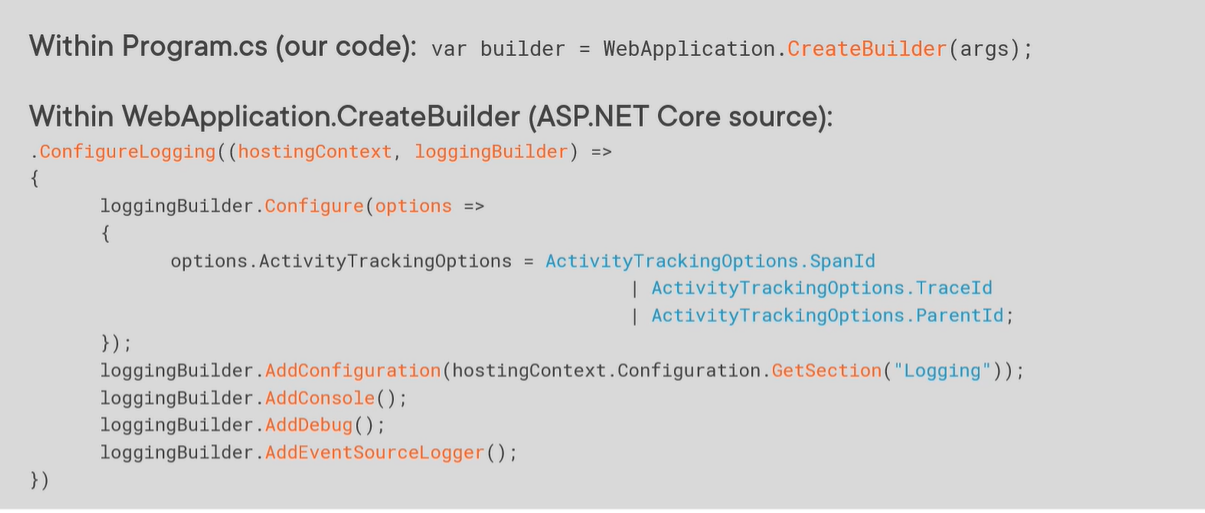 Within Program.cs (our code): var builder = WebApplication.CreateBuilder(args);
Within WebApplication.CreateBuilder (ASP.NET Core source):
.ConfigureLogging((hostingContext, loggingBuilder) =>
{
loggingBuilder.Configure(options =>
{
options.ActivityTrackingOptions = ActivityTrackingOptions.SpanId
| ActivityTrackingOptions.TraceId
| ActivityTrackingOptions.ParentId;
});
loggingBuilder.AddConfiguration(hostingContext.Configuration.GetSection("Logging"));
loggingBuilder.AddConsole();
loggingBuilder.AddDebug();
loggingBuilder.AddEventSourceLogger();
})